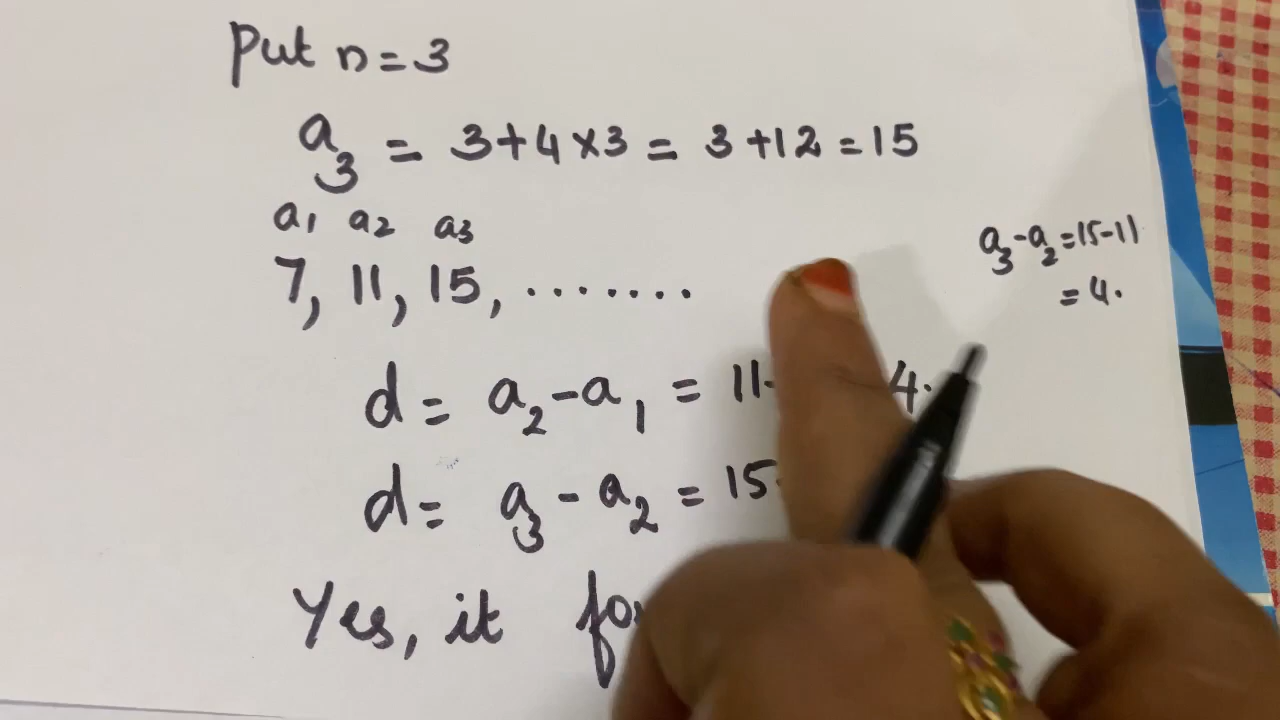 Put n = 3
a3 = 3+4×3 = 3+12 = 15
a1 a2 a3
7, 11, 15, .......
a3-a2=15-11
= 4.
d = a2-a1 = 11- 4.
d = a3-a2 = 15-
Yes, it